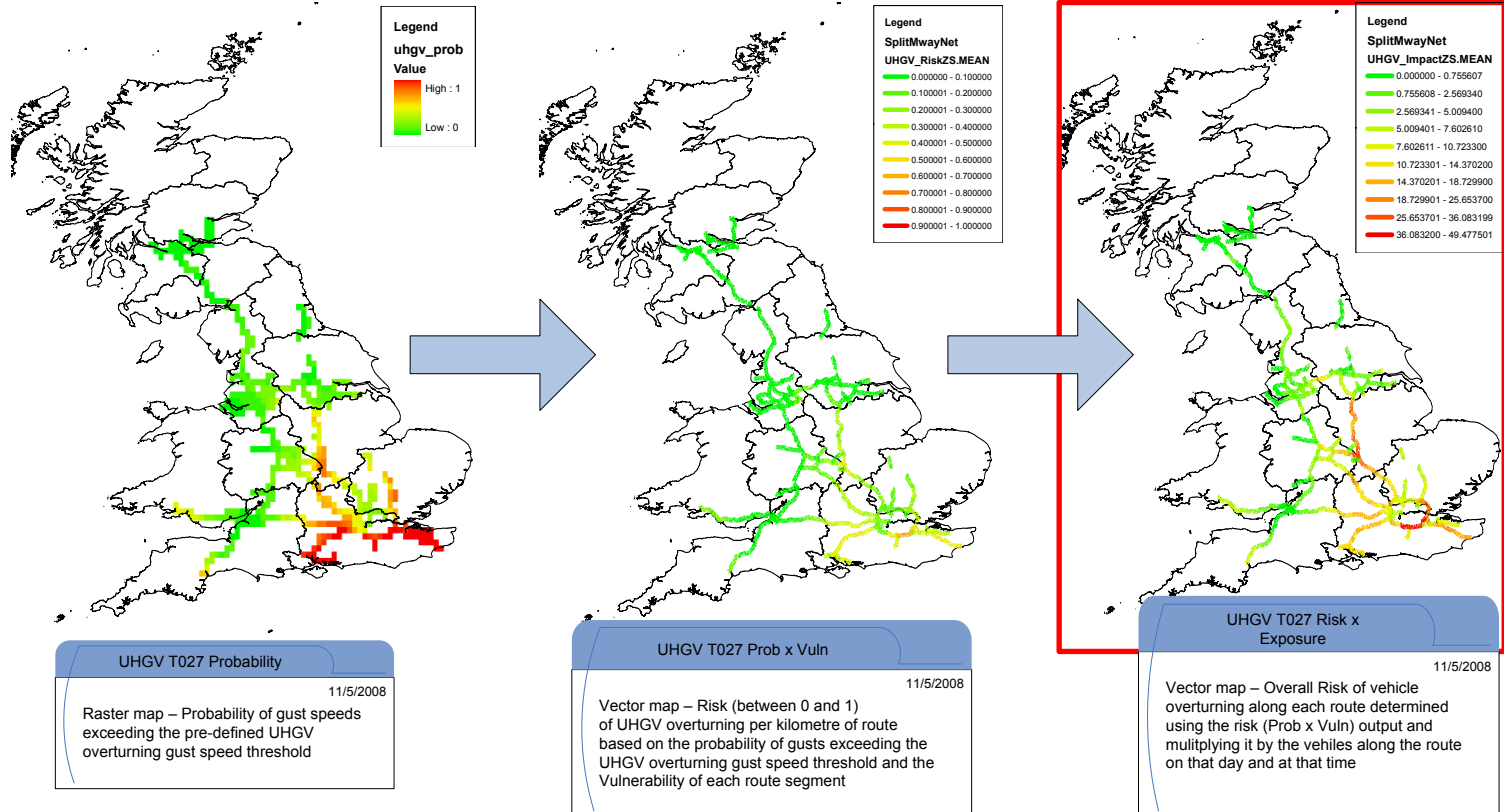 Legend
uhgv_prob
Value
High : 1
Low : 0
Legend
SplitMwayNet
UHGV_RiskZS.MEAN
0.000000 - 0.100000
0.100001 - 0.200000
0.200001 - 0.300000
0.300001 - 0.400000
0.400001 - 0.500000
0.500001 - 0.600000
0.600001 - 0.700000
0.700001 - 0.800000
0.800001 - 0.900000
0.900001 - 1.000000
Legend
SplitMwayNet
UHGV_ImpactZS.MEAN
0.000000 - 0.755607
0.755608 - 2.569340
2.569341 - 5.009400
5.009401 - 7.602610
7.602611 - 10.723300
10.723301 - 14.370200
14.370201 - 18.729900
18.729901 - 25.653700
25.653701 - 36.083199
36.083200 - 49.477501
UHGV T027 Probability
11/5/2008
Raster map – Probability of gust speeds
exceeding the pre-defined UHGV
overturning gust speed threshold
UHGV T027 Prob x Vuln
11/5/2008
Vector map – Risk (between 0 and 1)
of UHGV overturning per kilometre of route
based on the probability of gusts exceeding the
UHGV overturning gust speed threshold and the
Vulnerability of each route segment
UHGV T027 Risk x
Exposure
11/5/2008
Vector map – Overall Risk of vehicle
overturning along each route determined
using the risk (Prob x Vuln) output and
mulitplying it by the vehiles along the route
on that day and at that time